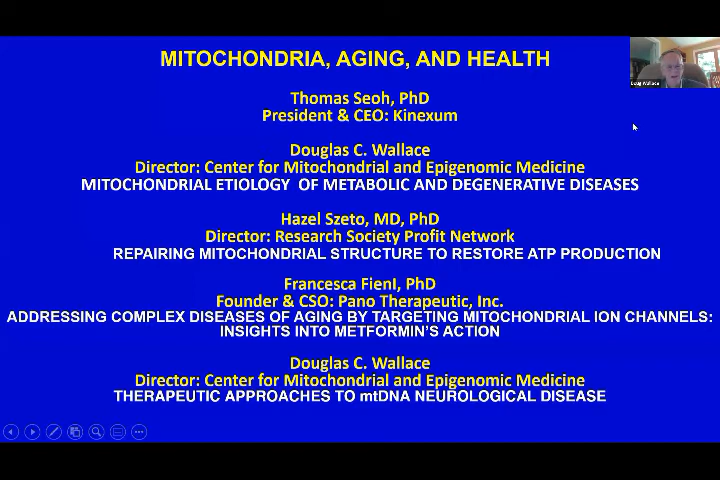 MITOCHONDRIA, AGING, AND HEALTH
Doug Wallace
Thomas Seoh, PhD
President & CEO: Kinexum
Douglas C. Wallace
Director: Center for Mitochondrial and Epigenomic Medicine
MITOCHONDRIAL ETIOLOGY OF METABOLIC AND DEGENERATIVE DISEASES
Hazel Szeto, MD, PhD
Director: Research Society Profit Network
REPAIRING MITOCHONDRIAL STRUCTURE TO RESTORE ATP PRODUCTION
Francesca FienI, PhD
Founder & CSO: Pano Therapeutic, Inc.
ADDRESSING COMPLEX DISEASES OF AGING BY TARGETING MITOCHONDRIAL ION CHANNELS:
INSIGHTS INTO METFORMIN'S ACTION
Douglas C. Wallace
Director: Center for Mitochondrial and Epigenomic Medicine
THERAPEUTIC APPROACHES TO mtDNA NEUROLOGICAL DISEASE